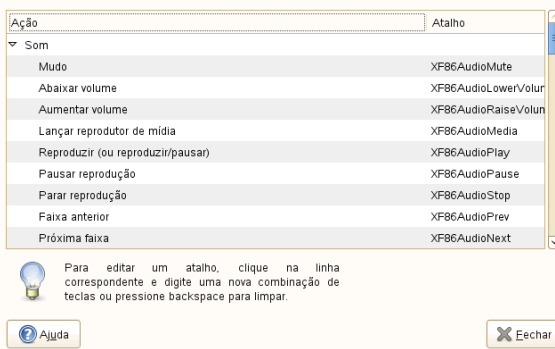 Ação Atalho
Som
Mudo XF86AudioMute
Abaixar volume XF86AudioLowerVolur
Aumentar volume XF86AudioRaiseVolun
Lançar reprodutor de mídia XF86AudioMedia
Reproduzir (ou reproduzir/pausar) XF86AudioPlay
Pausar reprodução XF86AudioPause
Parar reprodução XF86AudioStop
Faixa anterior XF86AudioPrev
Próxima faixa XF86AudioNext
Para editar um atalho, clique na linha
correspondente e digite uma nova combinação de
teclas ou pressione backspace para limpar.
Ajuda Fechar